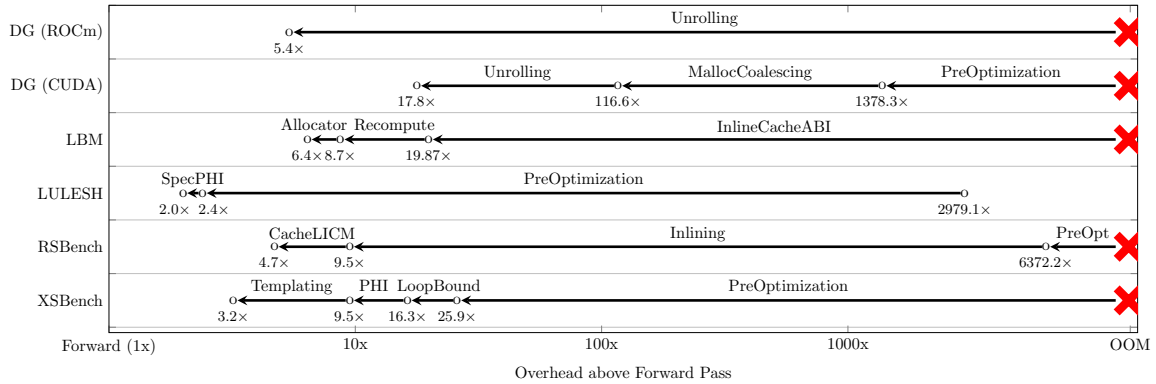 Unrolling
DG (ROCm)
5.4×
Unrolling MallocCoalescing PreOptimization
DG (CUDA)
17.8× 116.6× 1378.3×
Allocator Recompute InlineCacheABI
LBM
6.4× 8.7× 19.87×
SpecPHI PreOptimization
LULESH
2.0× 2.4× 2979.1×
CacheLICM Inlining PreOpt
RSBench
4.7× 9.5× 6372.2×
Templating PHI LoopBound PreOptimization
XSBench
3.2× 9.5× 16.3× 25.9×
Forward (1x) 10x 100x 1000x OOM
Overhead above Forward Pass